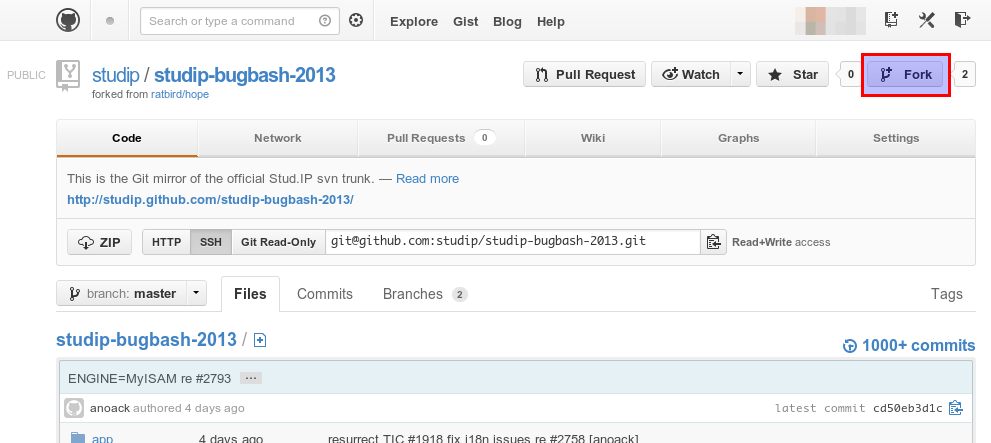 Search or type a command
Explore Gist Blog Help
PUBLIC studip / studip-bugbash-2013
forked from ratbird/hope
Pull Request Watch Star 0 Fork 2
Code Network Pull Requests 0 Wiki Graphs Settings
This is the Git mirror of the official Stud.IP svn trunk. — Read more
http://studip.github.com/studip-bugbash-2013/
ZIP HTTP SSH Git Read-Only git@github.com:studip/studip-bugbash-2013.git Read+Write access
branch: master Files Commits Branches 2 Tags
studip-bugbash-2013 / 1000+ commits
ENGINE=MyISAM re #2793 ...
anoack authored 4 days ago latest commit cd50eb3d1c
app 4 days ago resurrect TIC #1918 fix i18n issues re #2758 [anoack]